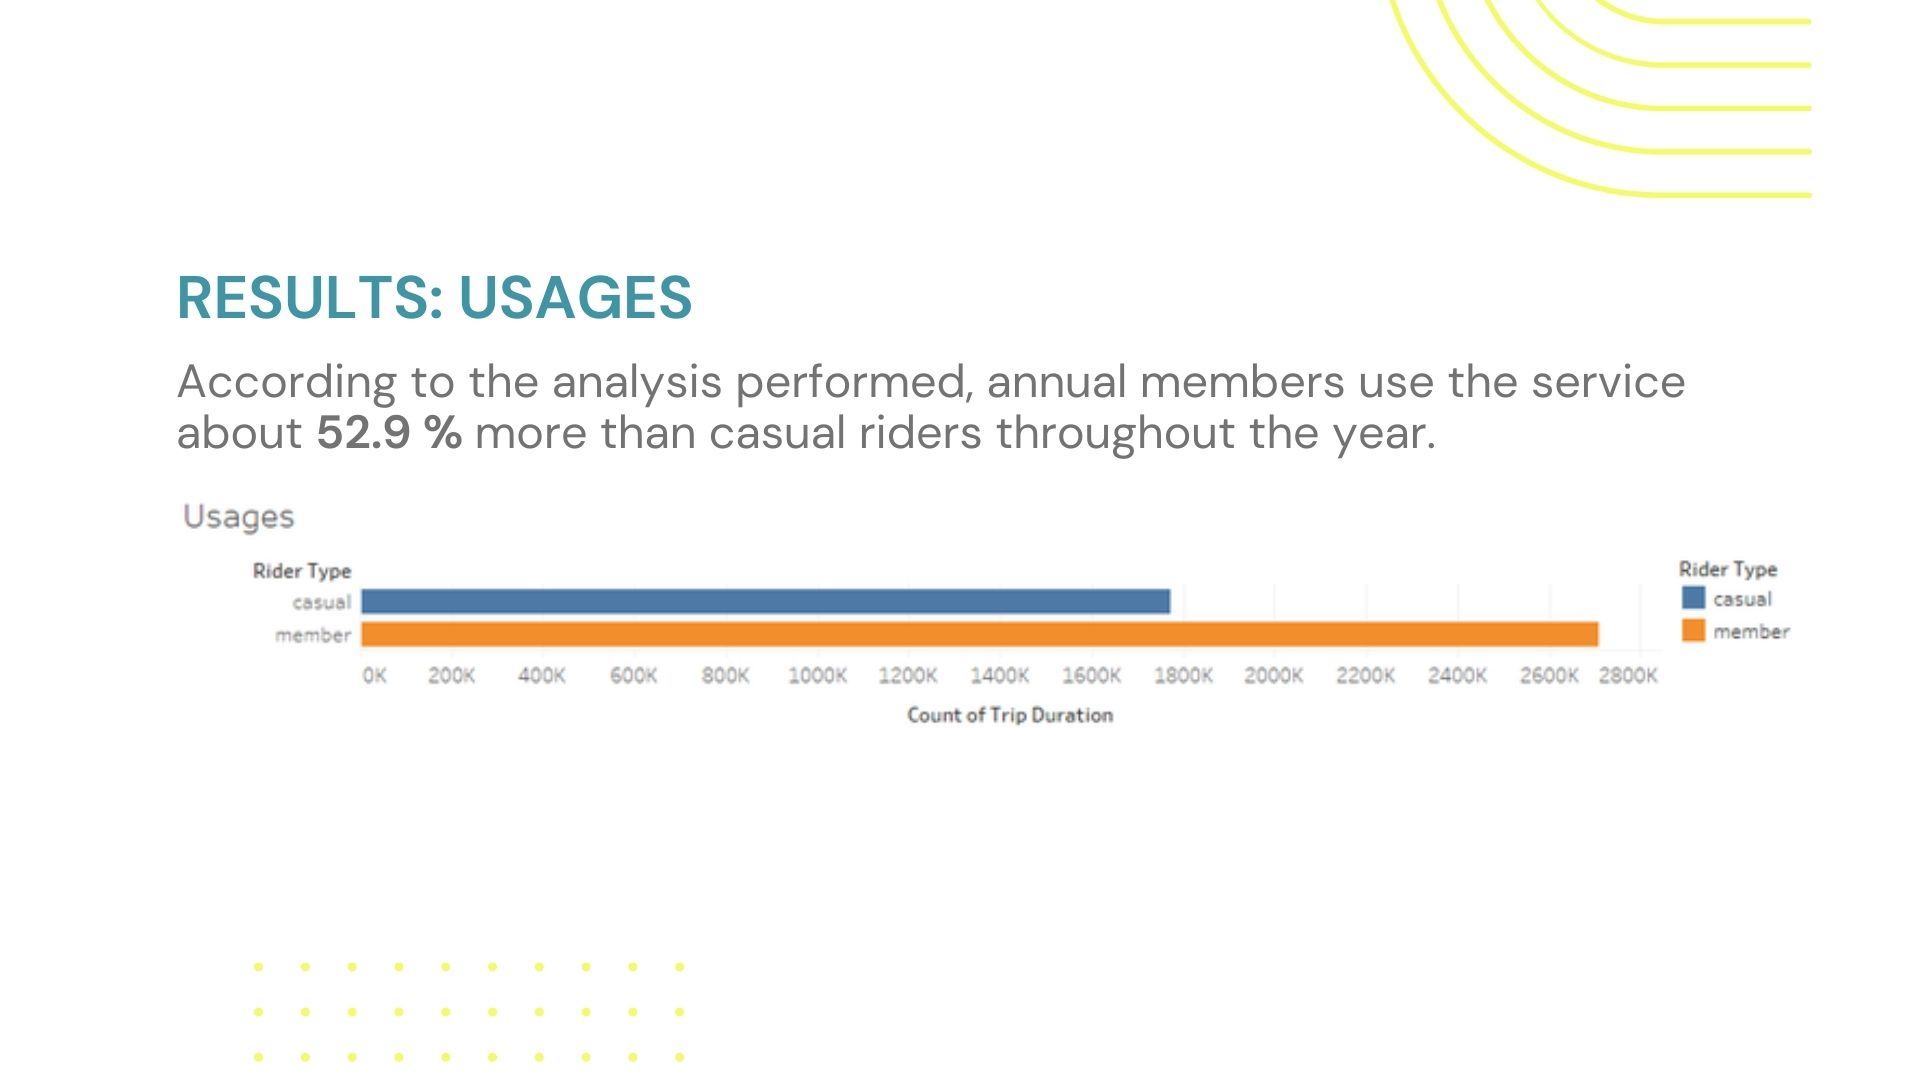 RESULTS: USAGES
According to the analysis performed, annual members use the service
about 52.9 % more than casual riders throughout the year.
Usages
Rider Type
casual
member
0K 200K 400K 600K 800K 1000K 1200K 1400K 1600K 1800K 2000K 2200K 2400K 2600K 2800K
Count of Trip Duration
Rider Type
casual
member